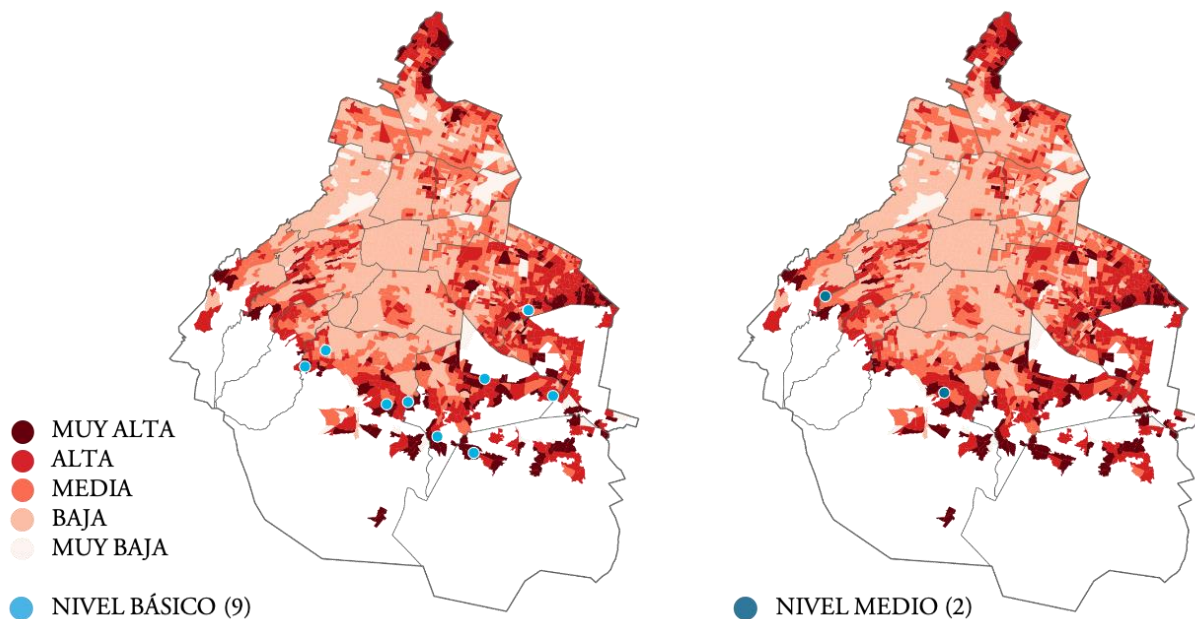 MUY ALTA
ALTA
MEDIA
BAJA
MUY BAJA
NIVEL BÁSICO (9)
NIVEL MEDIO (2)